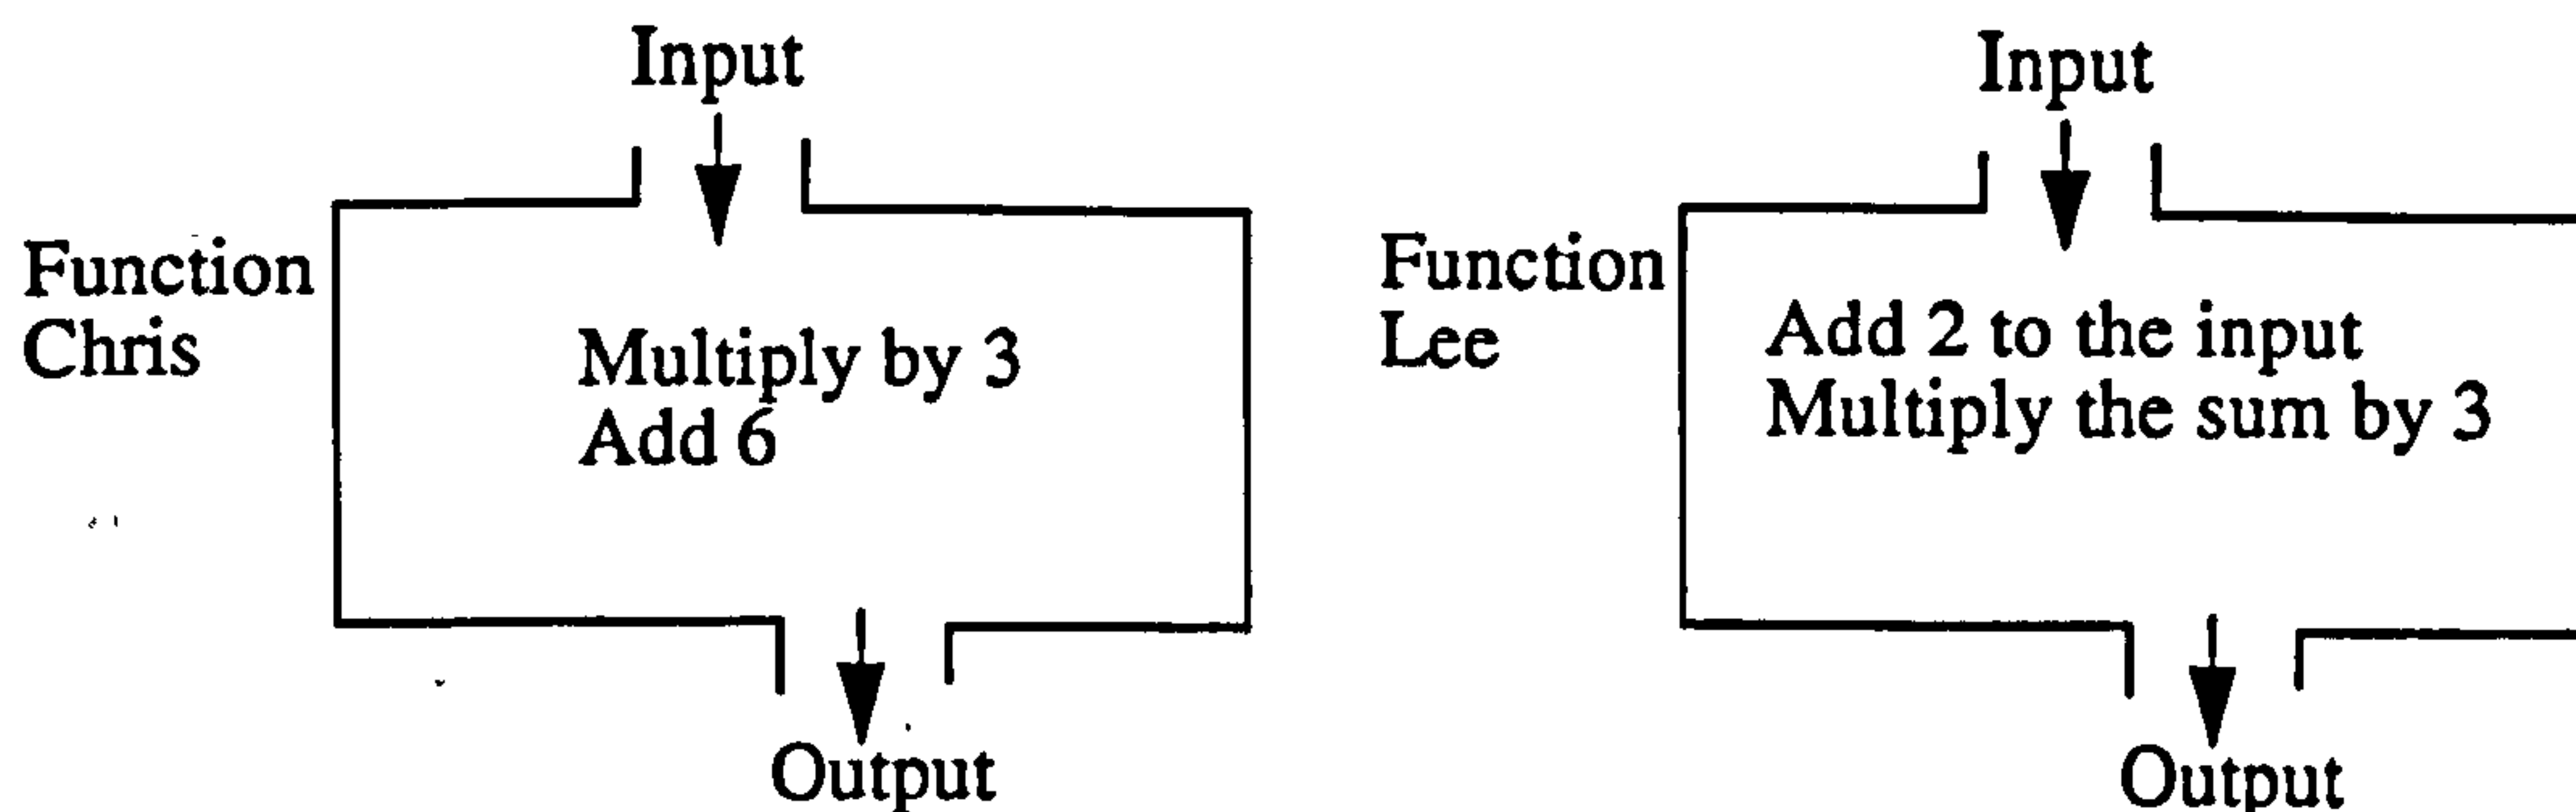 Input
Function
Chris
Multiply by 3
Add 6
Output
Input
Function
Lee
Add 2 to the input
Multiply the sum by 3
Output